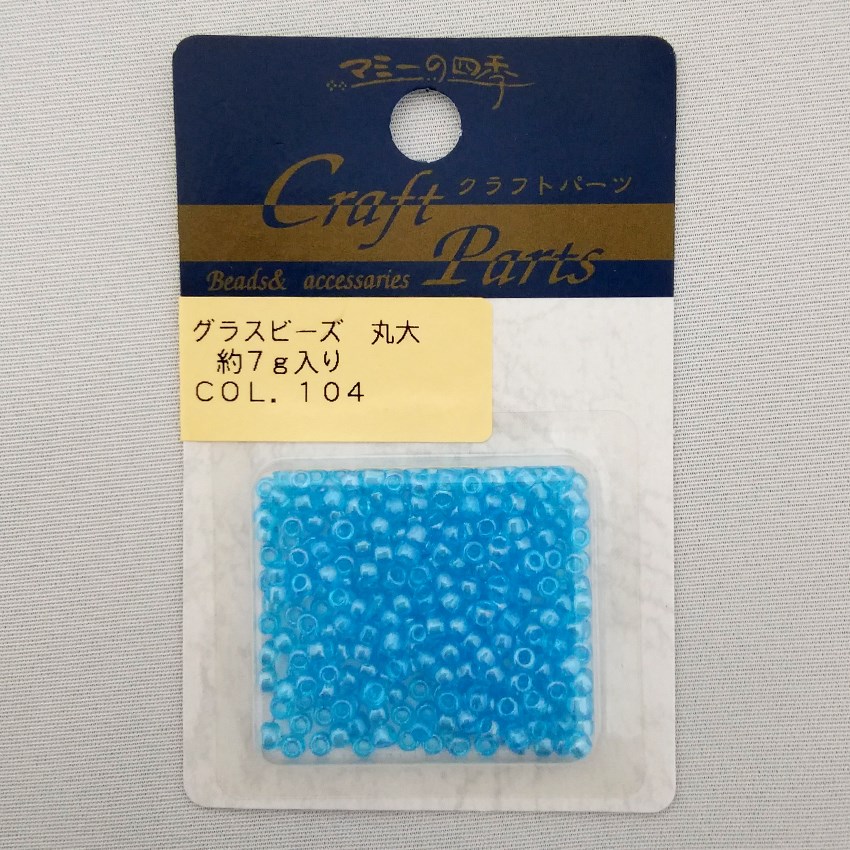 マミーの四季
Craft
クラフトパーツ
Parts
Beads& accessories
グラスビーズ 丸大
約7g入り
COL. 104